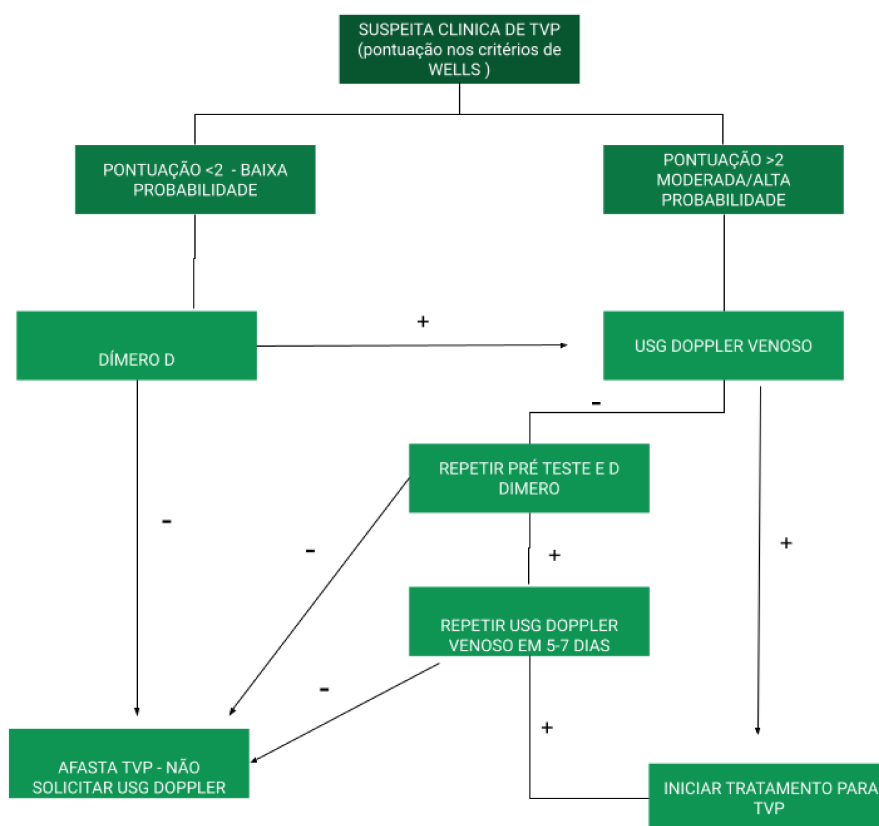 SUSPEITA CLINICA DE TVP
(pontuação nos critérios de
WELLS )
PONTUAÇÃO <2  - BAIXA
PROBABILIDADE
PONTUAÇÃO >2
MODERADA/ALTA
PROBABILIDADE
DÍMERO D
+
USG DOPPLER VENOSO
-
REPETIR PRÉ TESTE E D
DIMERO
-
-
+
+
REPETIR USG DOPPLER
VENOSO EM 5-7 DIAS
-
+
AFASTA TVP - NÃO
SOLICITAR USG DOPPLER
INICIAR TRATAMENTO PARA
TVP